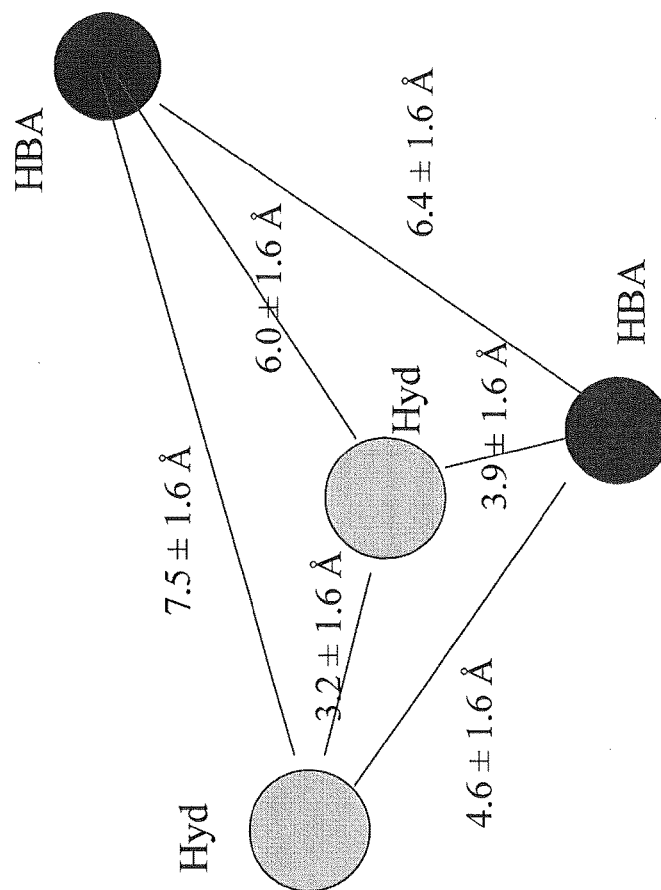 HBA
6.4 ± 1.6 Å
6.0 ± 1.6 Å
HBA
Hyd
3.9 ± 1.6 Å
7.5 ± 1.6 Å
3.2 ± 1.6 Å
4.6 ± 1.6 Å
Hyd